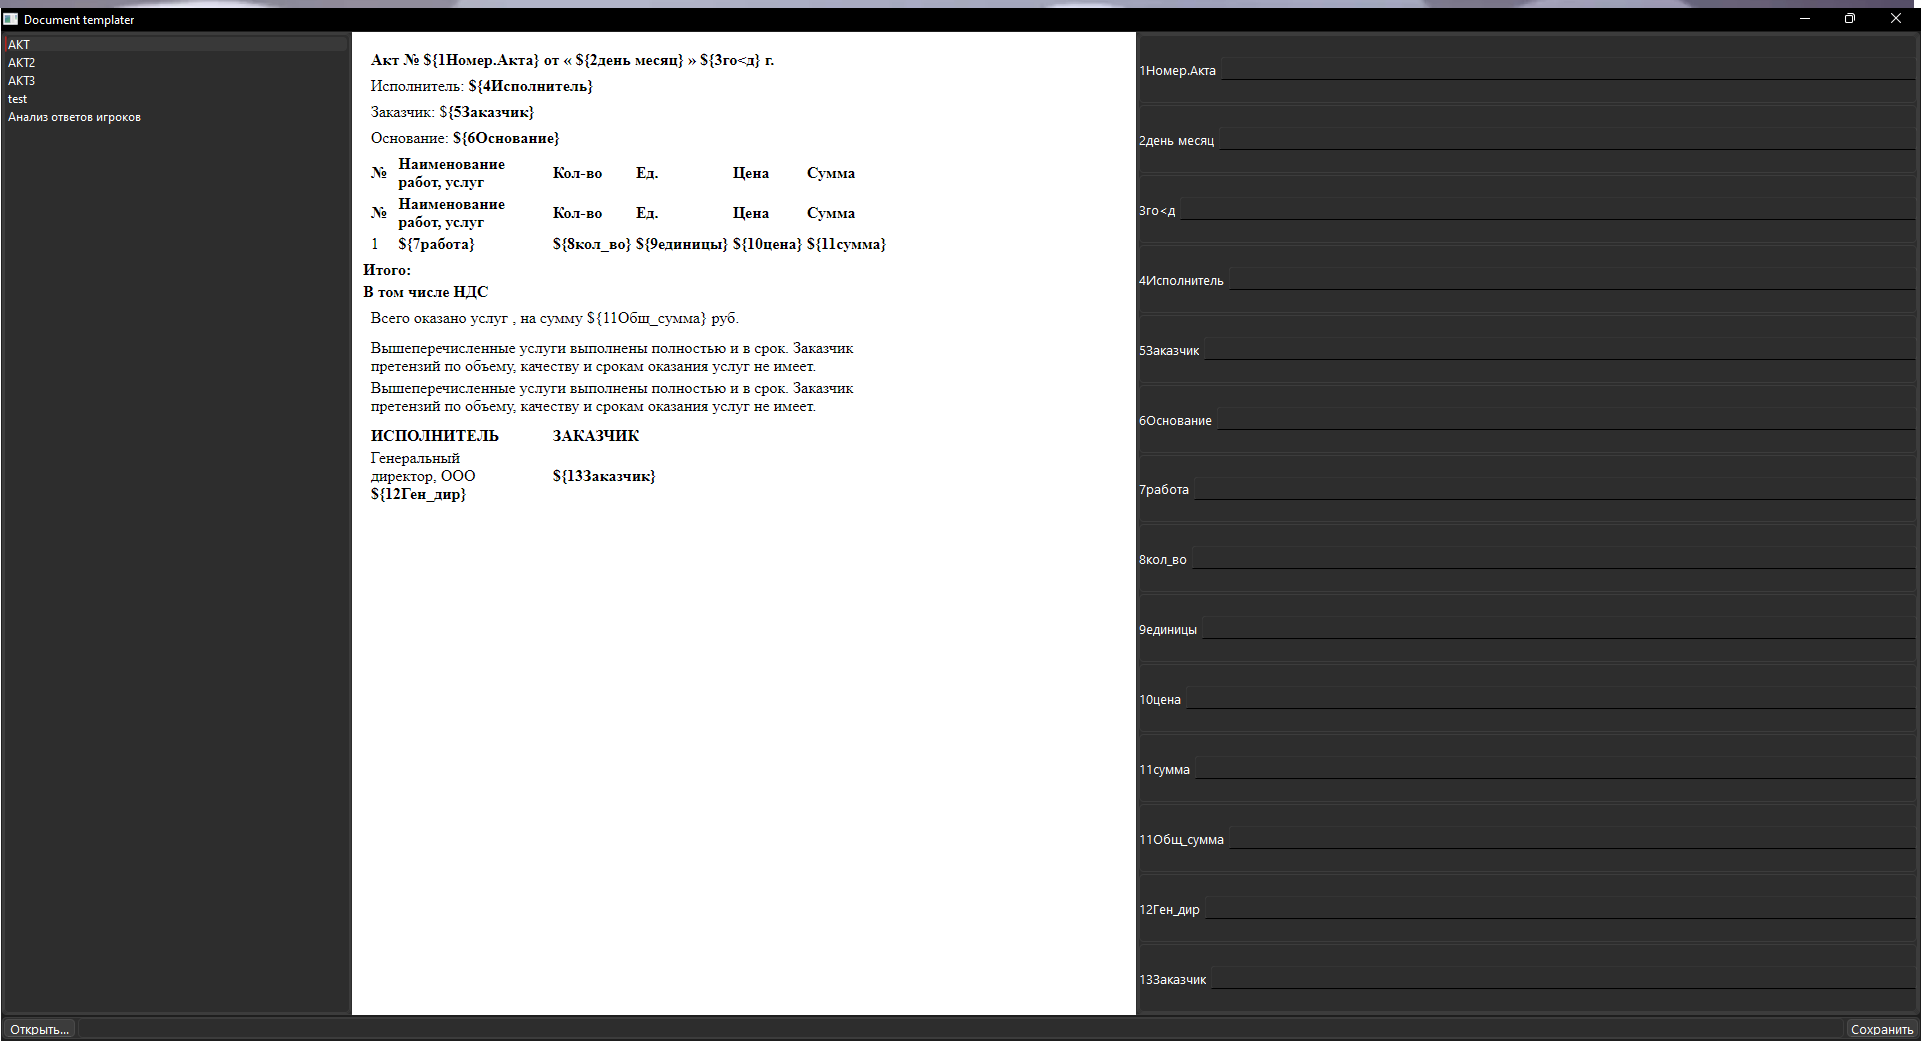 Document templater
АКТ
АКТ2
АКТ3
test
Анализ ответов игроков
Акт № ${1Номер.Акта} от « ${2день месяц} » ${3го<д} г.
Исполнитель: ${4Исполнитель}
Заказчик: ${5Заказчик}
Основание: ${6Основание}
№ Наименование работ, услуг Кол-во Ед. Цена Сумма
№ Наименование работ, услуг Кол-во Ед. Цена Сумма
1 ${7работа} ${8кол_во} ${9единицы} ${10цена} ${11сумма}
Итого:
В том числе НДС
Всего оказано услуг , на сумму ${11Общ_сумма} руб.
Вышеперечисленные услуги выполнены полностью и в срок. Заказчик
претензий по объему, качеству и срокам оказания услуг не имеет.
Вышеперечисленные услуги выполнены полностью и в срок. Заказчик
претензий по объему, качеству и срокам оказания услуг не имеет.
ИСПОЛНИТЕЛЬ ЗАКАЗЧИК
Генеральный
директор, ООО
${12Ген_дир}
${13Заказчик}
1Номер.Акта
2день месяц
3го<д
4Исполнитель
5Заказчик
6Основание
7работа
8кол_во
9единицы
10цена
11сумма
11Общ_сумма
12Ген_дир
13Заказчик
Открыть...
Сохранить